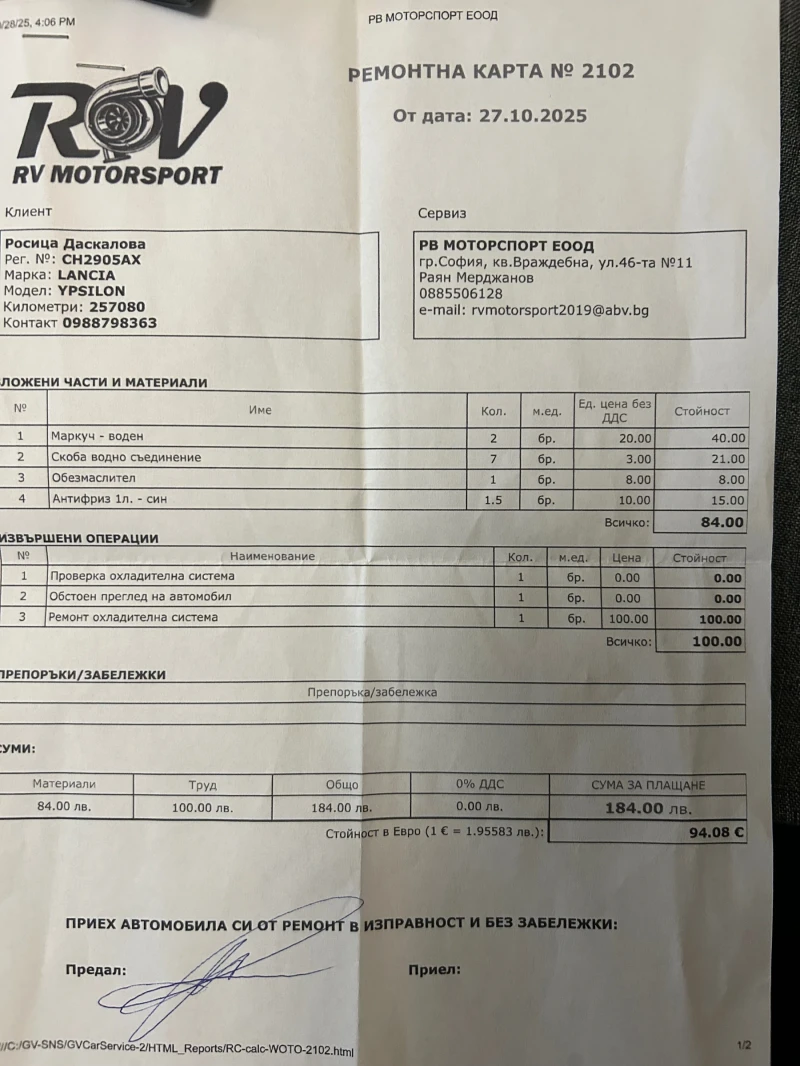 /28/25, 4:06 PM
РВ МОТОРСПОРТ ЕООД
RV
RV MOTORSPORT
РЕМОНТНА КАРТА № 2102
От дата: 27.10.2025
Клиент
Росица Даскалова
Рег. №: CH2905AX
Марка: LANCIA
Модел: YPSILON
Километри: 257080
Контакт 0988798363
Сервиз
РВ МОТОРСПОРТ ЕООД
гр.София, кв.Враждебна, ул.46-та №11
Раян Мерджанов
0885506128
e-mail: rvmotorsport2019@abv.bg
ЛОЖЕНИ ЧАСТИ И МАТЕРИАЛИ
№ Име Кол. м.ед. Ед. цена без ДДС Стойност
1 Маркуч - воден 2 бр. 20.00 40.00
2 Скоба водно съединение 7 бр. 3.00 21.00
3 Обезмаслител 1 бр. 8.00 8.00
4 Антифриз 1л. - син 1.5 бр. 10.00 15.00
Всичко: 84.00
ИЗВЪРШЕНИ ОПЕРАЦИИ
№ Наименование Кол. м.ед. Цена Стойност
1 Проверка охладителна система 1 бр. 0.00 0.00
2 Обстоен преглед на автомобил 1 бр. 0.00 0.00
3 Ремонт охладителна система 1 бр. 100.00 100.00
Всичко: 100.00
ПРЕПОРЪКИ/ЗАБЕЛЕЖКИ
Препоръка/забележка
СУМИ:
Материали Труд Общо 0% ДДС СУМА ЗА ПЛАЩАНЕ
84.00 лв. 100.00 лв. 184.00 лв. 0.00 лв. 184.00 лв.
Стойност в Евро (1 € = 1.95583 лв.): 94.08 €
ПРИЕХ АВТОМОБИЛА СИ ОТ РЕМОНТ В ИЗПРАВНОСТ И БЕЗ ЗАБЕЛЕЖКИ:
Предал:
Приел:
//C:/GV-SNS/GVCarService-2/HTML_Reports/RC-calc-WOTO-2102.html
1/2